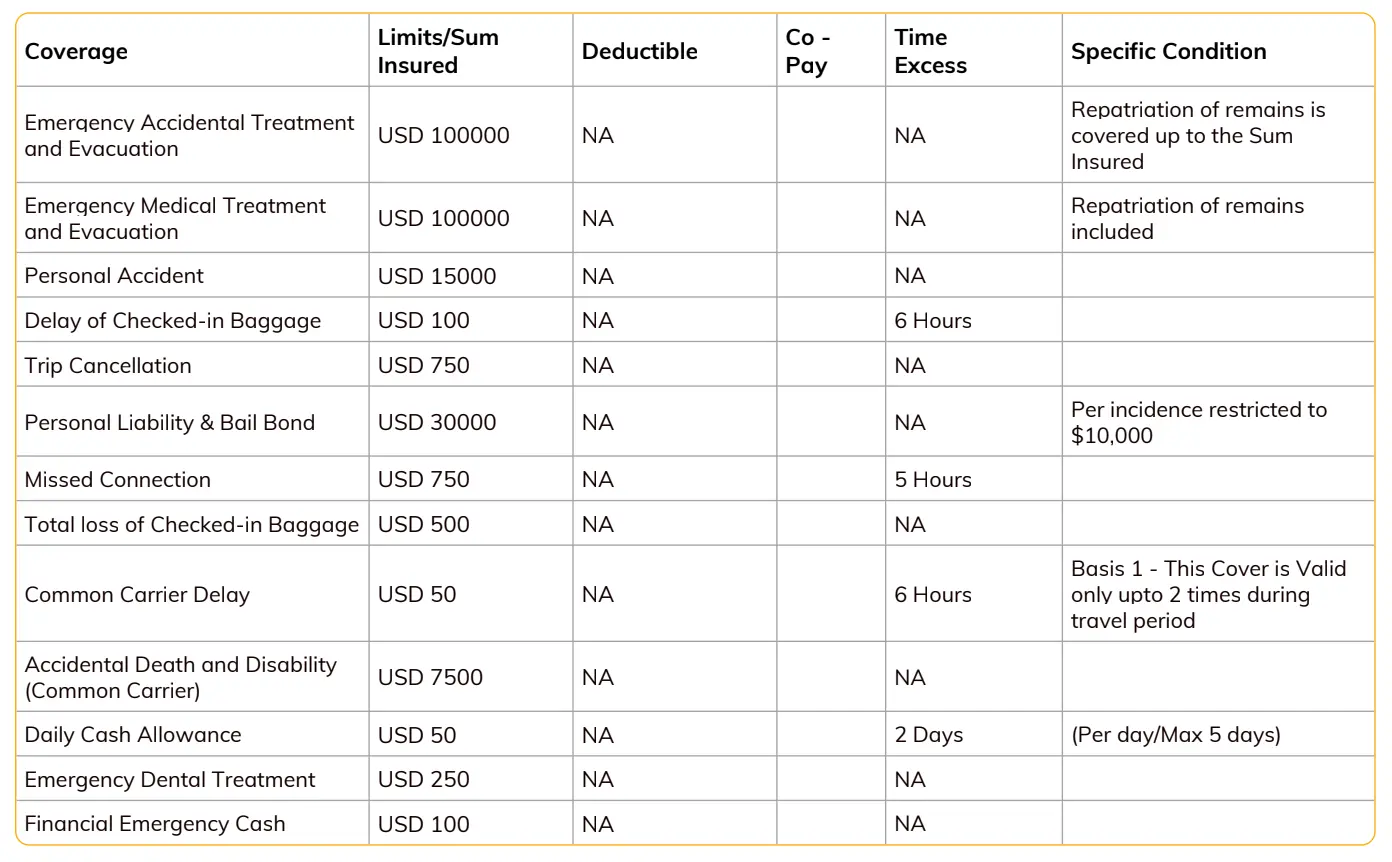 Coverage Limits/Sum Insured Deductible Co - Pay Time Excess Specific Condition
Emergency Accidental Treatment and Evacuation USD 100000 NA NA Repatriation of remains is covered up to the Sum Insured
Emergency Medical Treatment and Evacuation USD 100000 NA NA Repatriation of remains included
Personal Accident USD 15000 NA NA
Delay of Checked-in Baggage USD 100 NA 6 Hours
Trip Cancellation USD 750 NA NA
Personal Liability & Bail Bond USD 30000 NA NA Per incidence restricted to $10,000
Missed Connection USD 750 NA 5 Hours
Total loss of Checked-in Baggage USD 500 NA NA
Common Carrier Delay USD 50 NA 6 Hours Basis 1 - This Cover is Valid only upto 2 times during travel period
Accidental Death and Disability (Common Carrier) USD 7500 NA NA
Daily Cash Allowance USD 50 NA 2 Days (Per day/Max 5 days)
Emergency Dental Treatment USD 250 NA NA
Financial Emergency Cash USD 100 NA NA